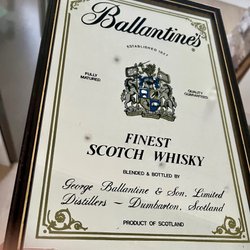 Ballantine's
ESTABLISHED 1827
FULLY
MATURED
QUALITY
GUARANTEED
FINEST
SCOTCH WHISKY
BLENDED & BOTTLED BY
George Ballantine & Son, Limited
Distillers - Dumbarton, Scotland
PRODUCT OF SCOTLAND